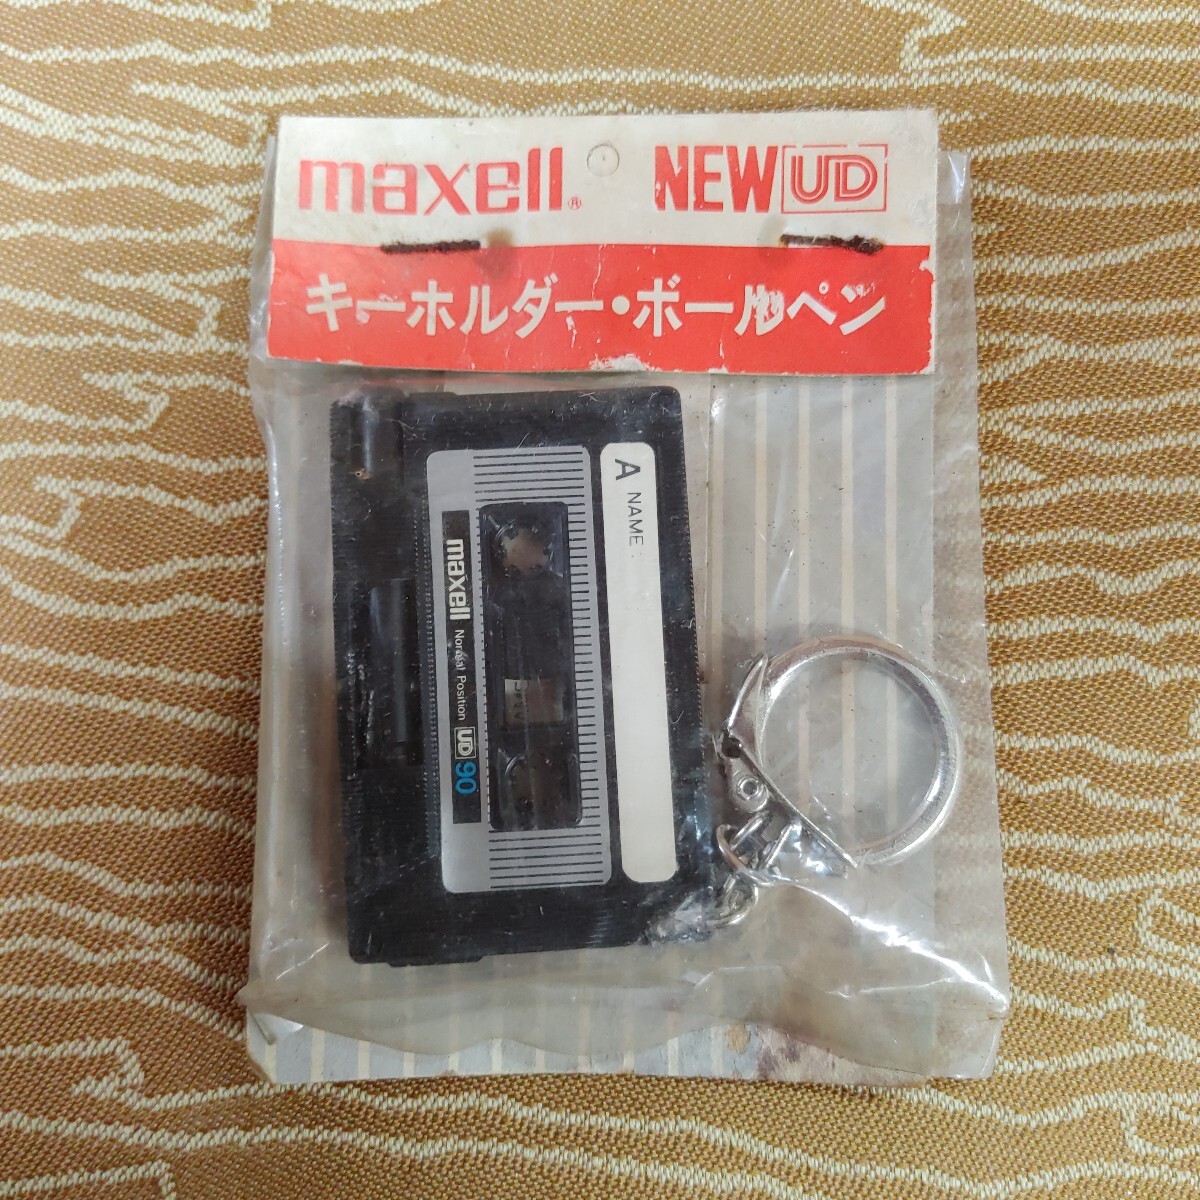 maxell® NEW UD
キーホルダー・ボールペン
A NAME:
maxell Normal Position UD 90